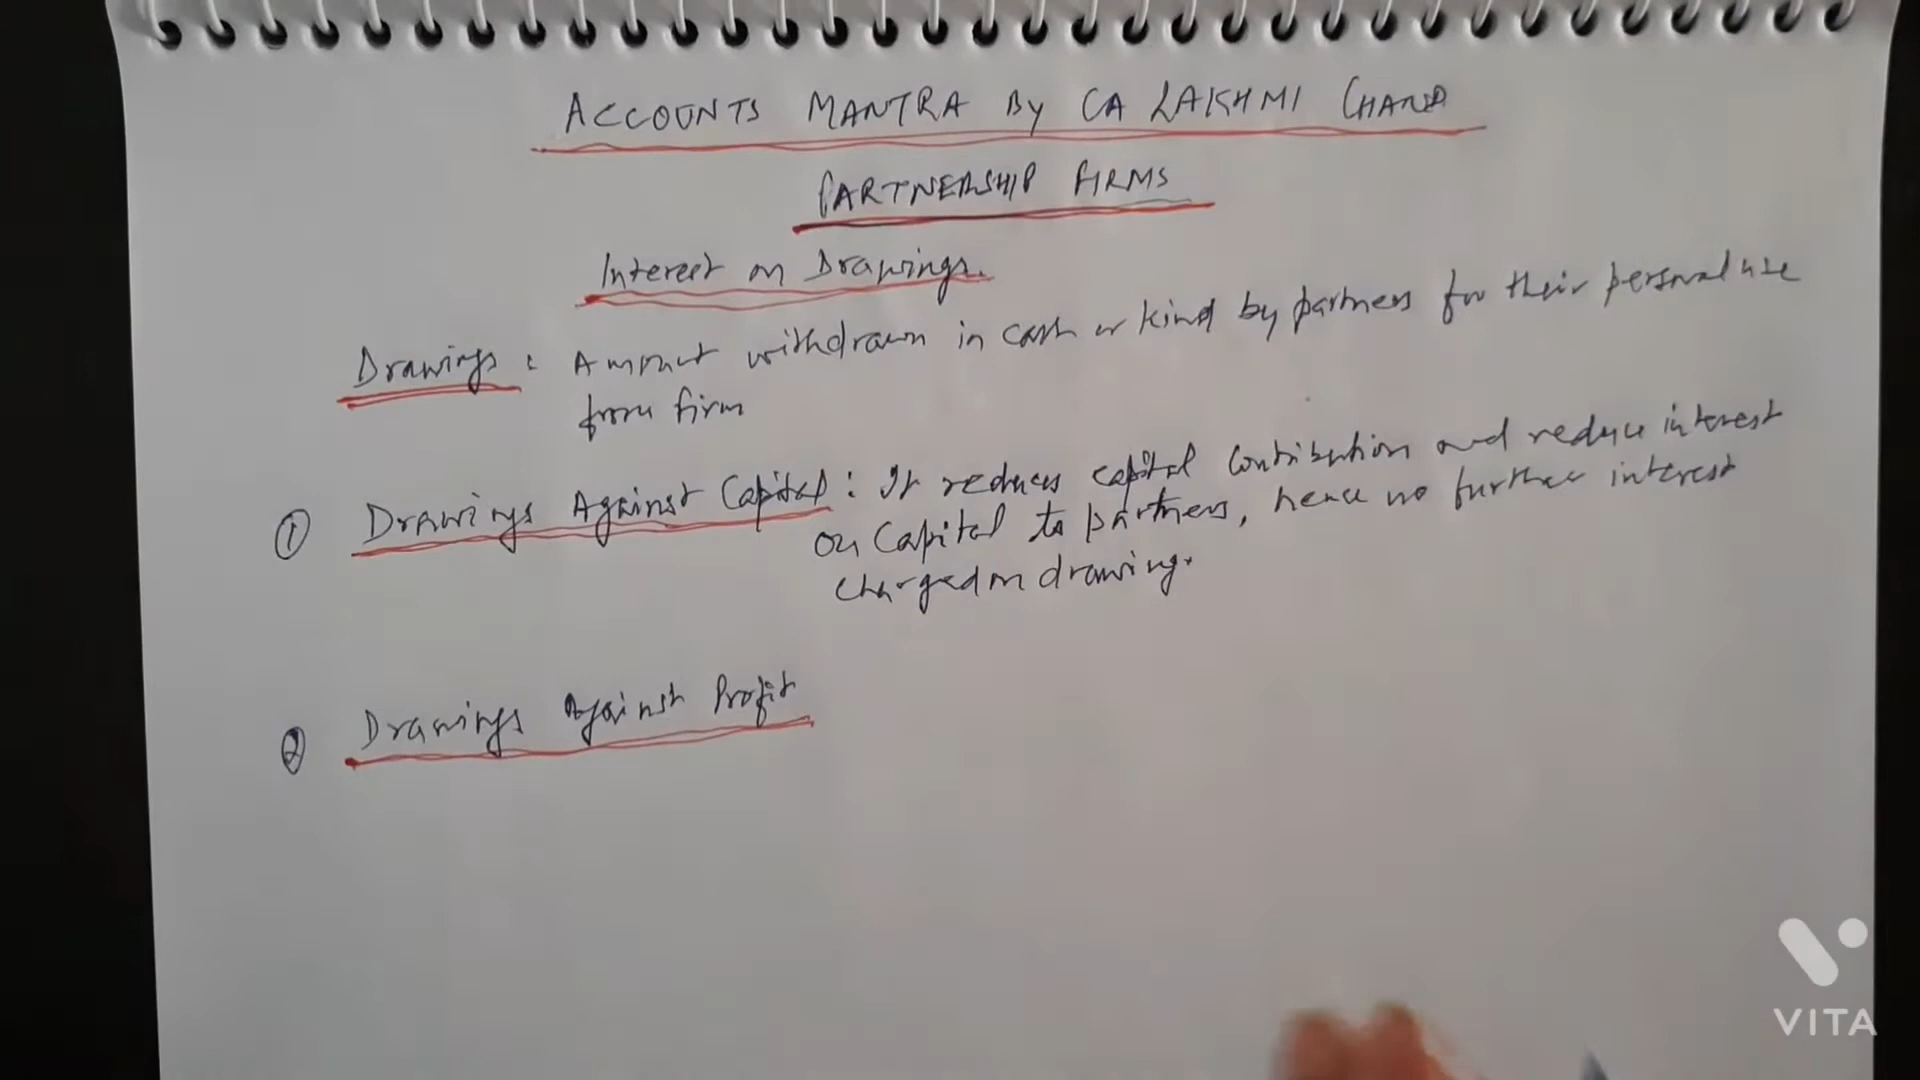 ACCOUNTS MANTRA By CA LAKHMI CHAND
PARTNERSHIP FIRMS
Interest on Drawings.
Drawings : Amount withdrawn in cash or kind by partners for their personal use
from firm
① Drawings Against Capital : It reduces capital contribution and reduce interest
on Capital to partners, hence no further interest
charged on drawing.
② Drawings Against Profit
VITA